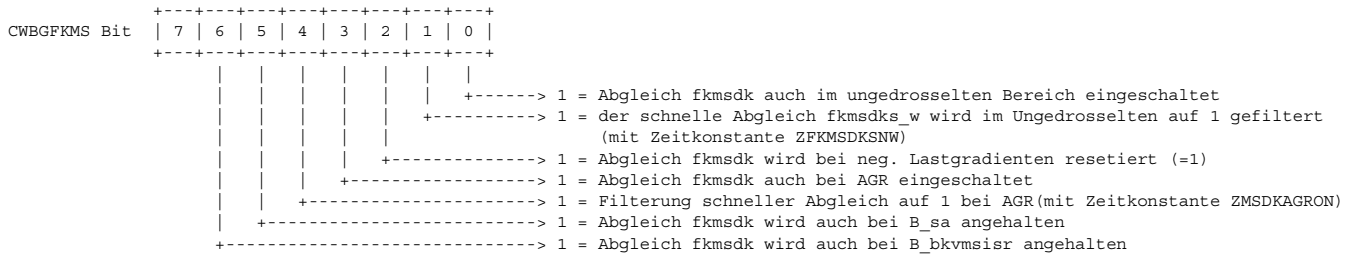 +---+---+---+---+---+---+---+---+
CWBGFKMS Bit | 7 | 6 | 5 | 4 | 3 | 2 | 1 | 0 |
             +---+---+---+---+---+---+---+---+
                   |   |   |   |   |   |   |
                   |   |   |   |   |   |   +------> 1 = Abgleich fkmsdk auch im ungedrosselten Bereich eingeschaltet
                   |   |   |   |   |   +----------> 1 = der schnelle Abgleich fkmsdks_w wird im Ungedrosselten auf 1 gefiltert
                   |   |   |   |   |                    (mit Zeitkonstante ZFKMSDKSNW)
                   |   |   |   |   +--------------> 1 = Abgleich fkmsdk wird bei neg. Lastgradienten resetiert (=1)
                   |   |   |   +------------------> 1 = Abgleich fkmsdk auch bei AGR eingeschaltet
                   |   |   +----------------------> 1 = Filterung schneller Abgleich auf 1 bei AGR(mit Zeitkonstante ZMSDKAGRON)
                   |   +--------------------------> 1 = Abgleich fkmsdk wird auch bei B_sa angehalten
                   +------------------------------> 1 = Abgleich fkmsdk wird auch bei B_bkvmsisr angehalten